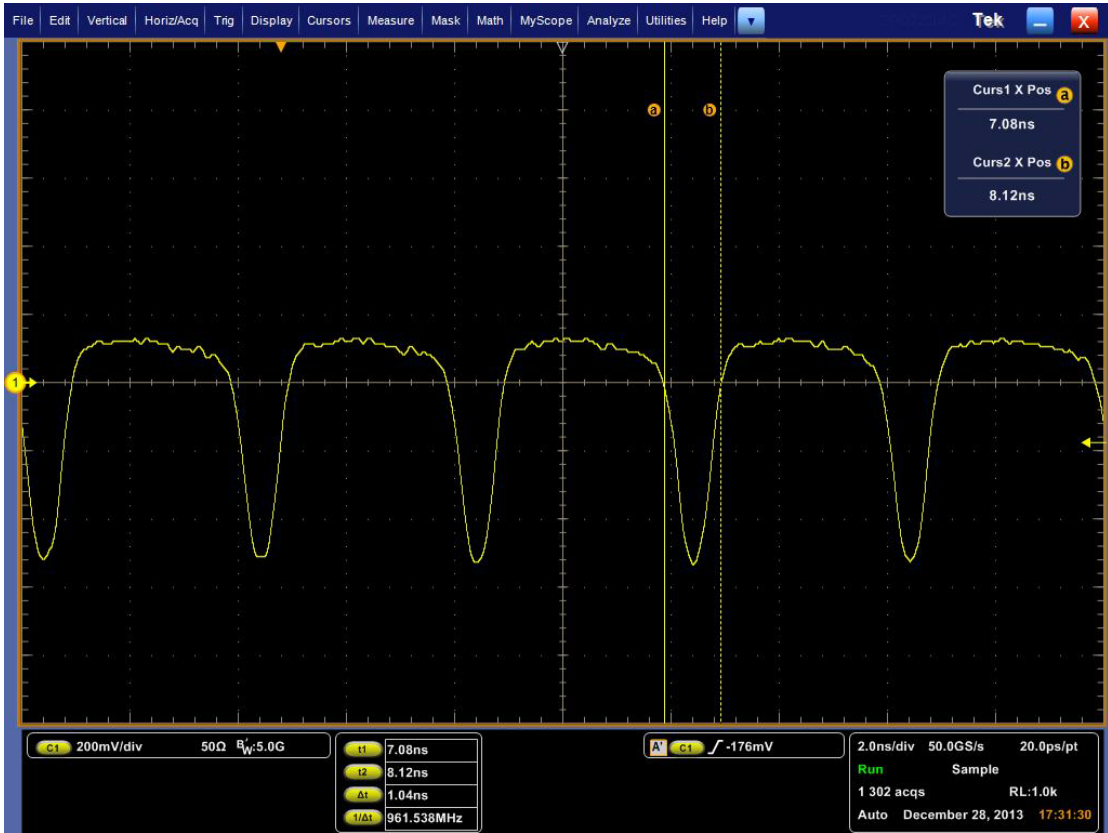 File Edit Vertical Horiz/Acq Trig Display Cursors Measure Mask Math MyScope Analyze Utilities Help Tek X
a b
Curs1 X Pos a
7.08ns
Curs2 X Pos b
8.12ns
1
C1 200mV/div 50Ω BW:5.0G
t1 7.08ns
t2 8.12ns
Δt 1.04ns
1/Δt 961.538MHz
A' C1 -176mV
2.0ns/div 50.0GS/s 20.0ps/pt
Run Sample
1 302 acqs RL:1.0k
Auto December 28, 2013 17:31:30